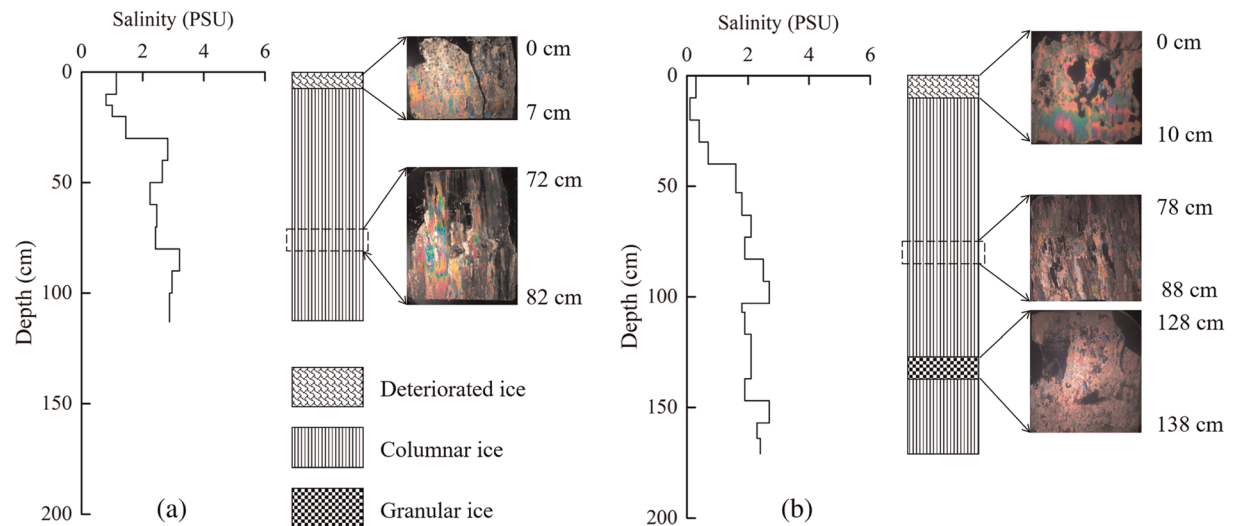 Salinity (PSU)
0 2 4 6
0
50
100
150
200
Depth (cm)
0 cm
7 cm
72 cm
82 cm
Deteriorated ice
Columnar ice
Granular ice
(a)
Salinity (PSU)
0 2 4 6
0
50
100
150
200
Depth (cm)
0 cm
10 cm
78 cm
88 cm
128 cm
138 cm
(b)